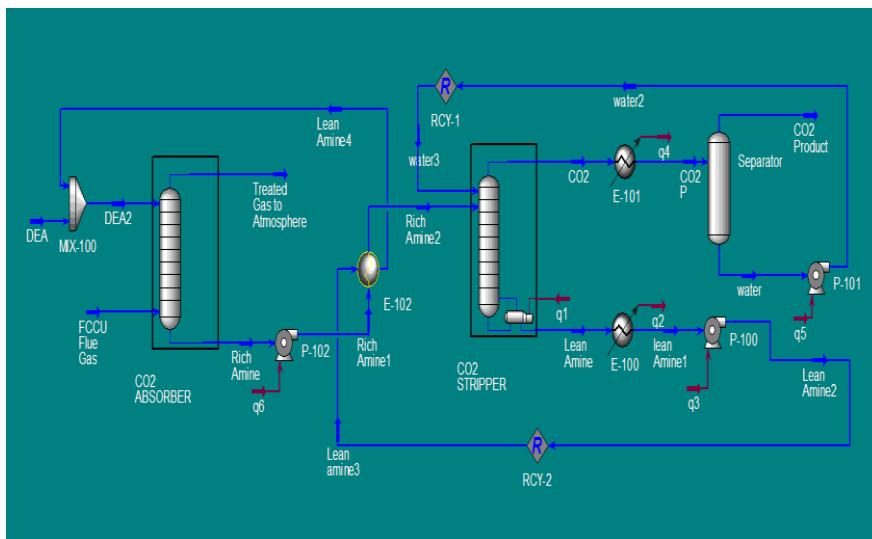 R
RCY-1
water2
water3
CO2
Product
Lean
Amine4
Treated
Gas to
Atmosphere
CO2
E-101
q4
CO2
P
Separator
DEA
MIX-100
DEA2
Rich
Amine2
E-102
FCCU
Flue
Gas
Rich
Amine
P-102
q6
Rich
Amine1
CO2
ABSORBER
CO2
STRIPPER
q1
Lean
Amine
E-100
q2
lean
Amine1
P-100
q3
water
P-101
q5
Lean
Amine2
Lean
amine3
R
RCY-2